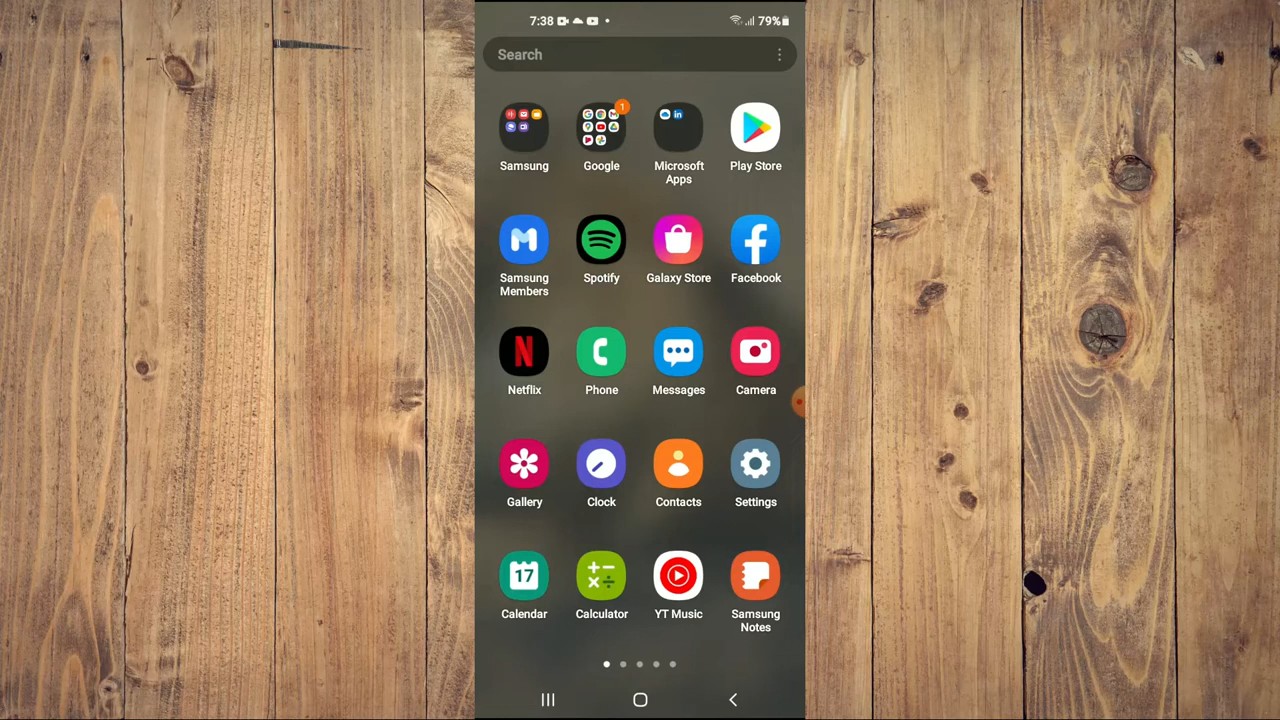 7:38
79%
Search
1
Samsung
Google
Microsoft
Apps
Play Store
Samsung
Members
Spotify
Galaxy Store
Facebook
Netflix
Phone
Messages
Camera
Gallery
Clock
Contacts
Settings
17
Calendar
Calculator
YT Music
Samsung
Notes